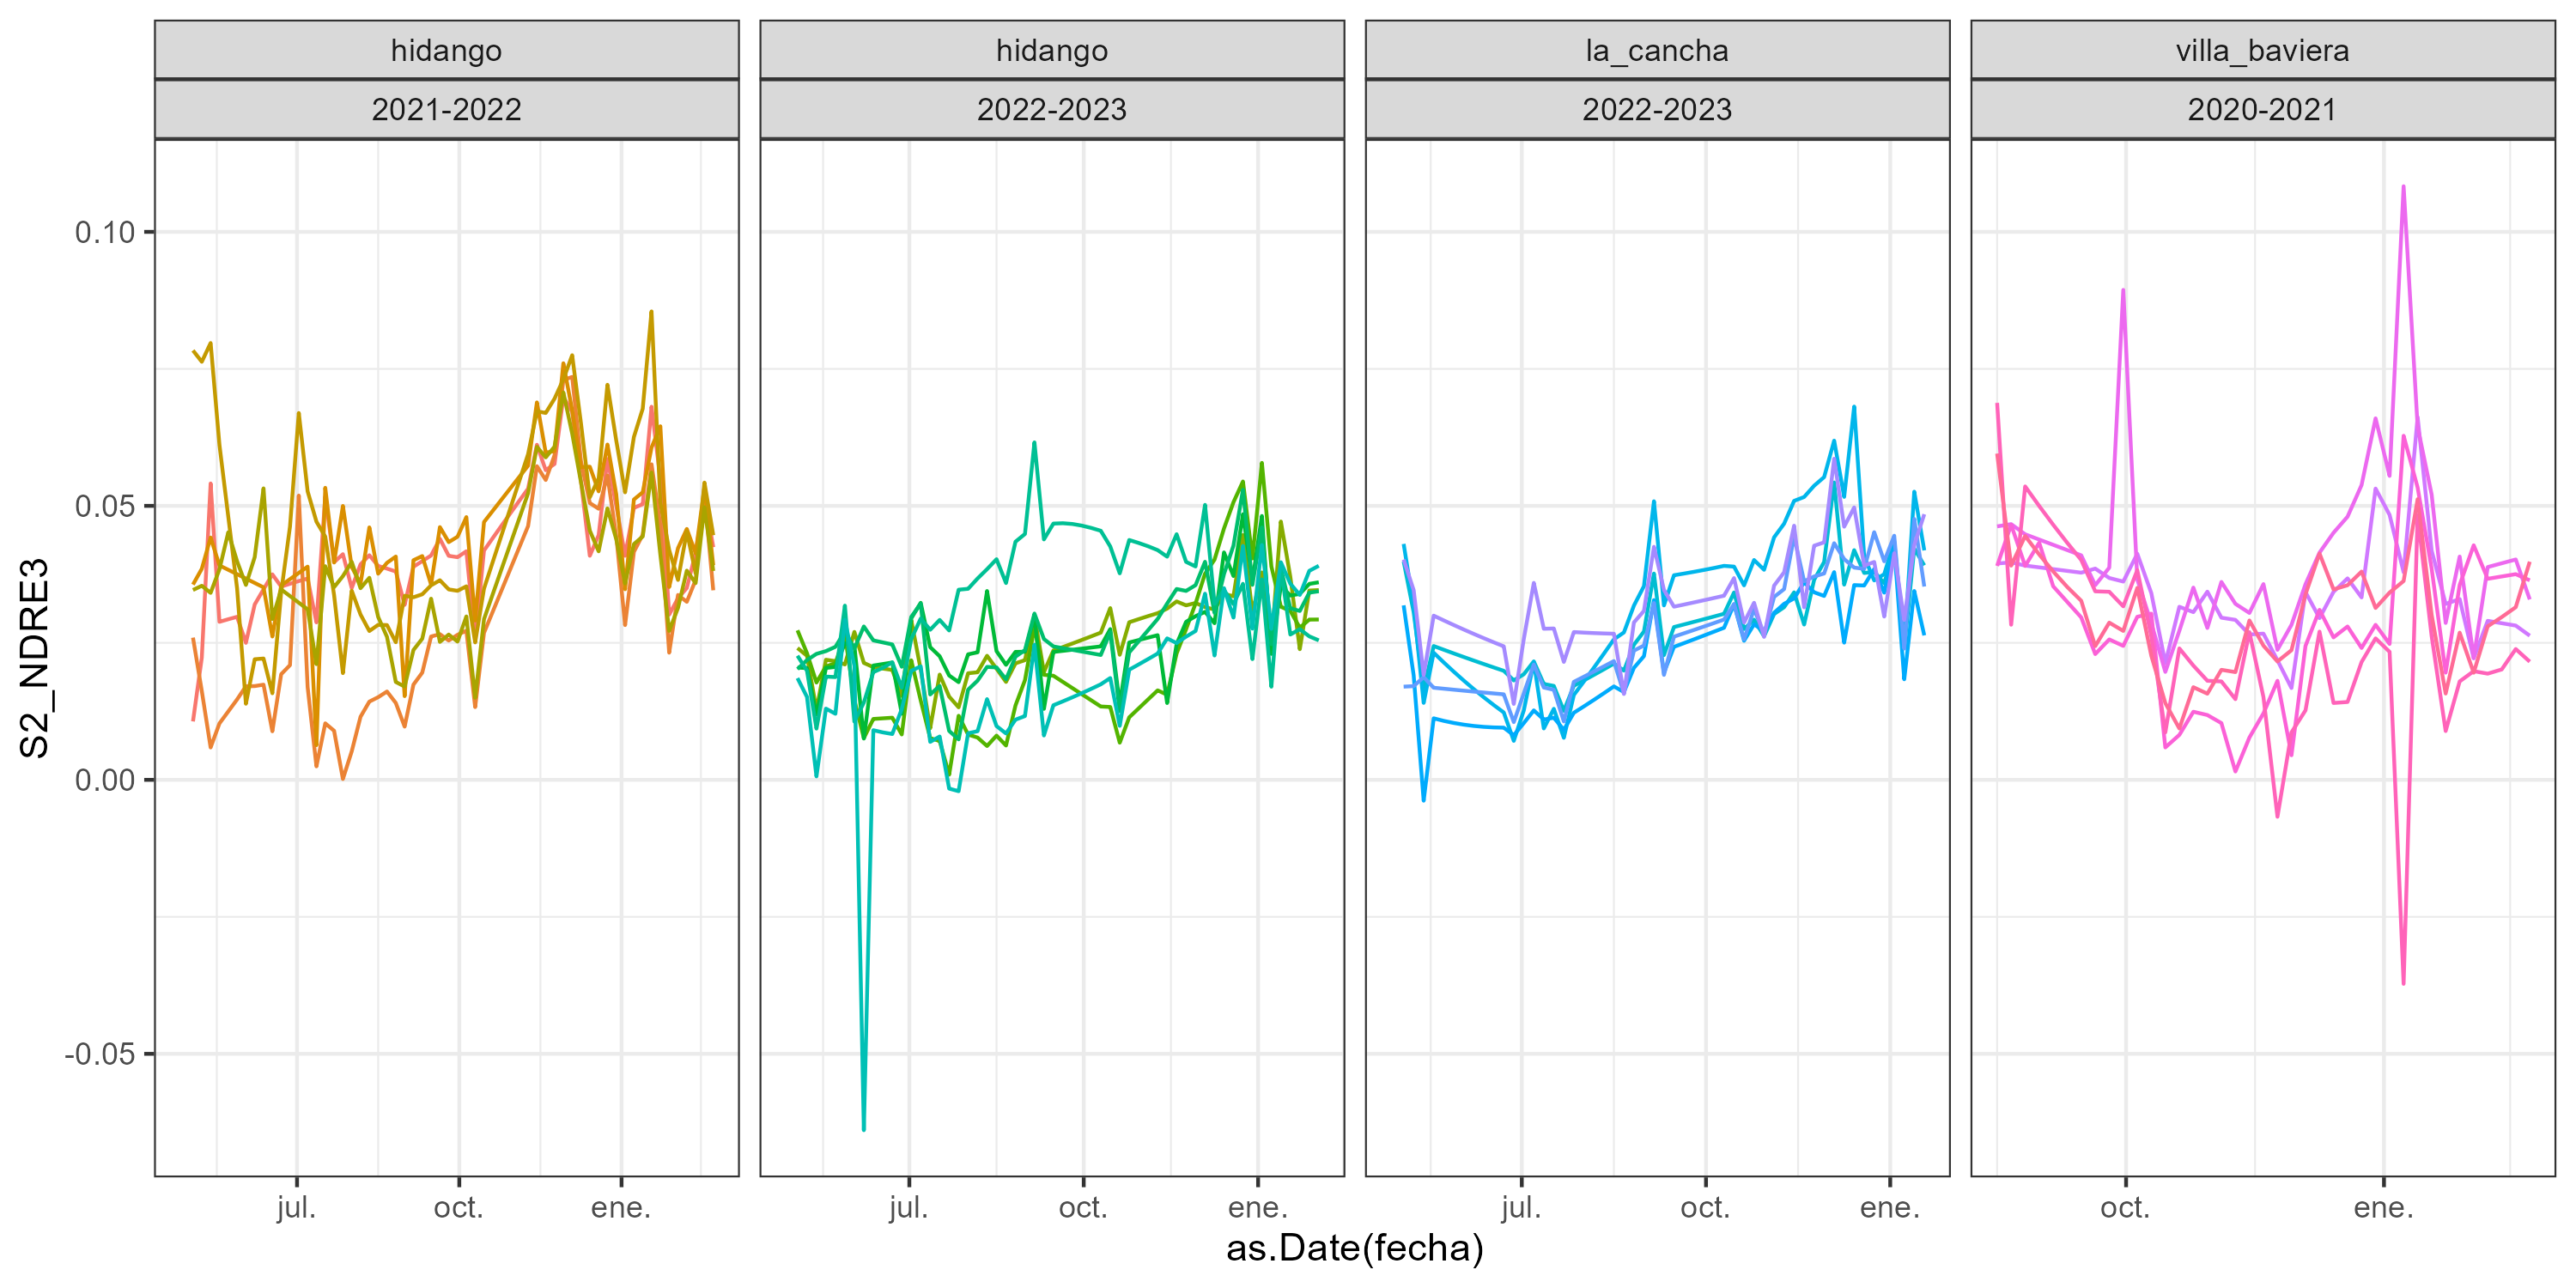 hidango
hidango
la_cancha
villa_baviera
2021-2022
2022-2023
2022-2023
2020-2021
S2_NDRE3
0.10
0.05
0.00
-0.05
jul.
oct.
ene.
jul.
oct.
ene.
jul.
oct.
ene.
oct.
ene.
as.Date(fecha)